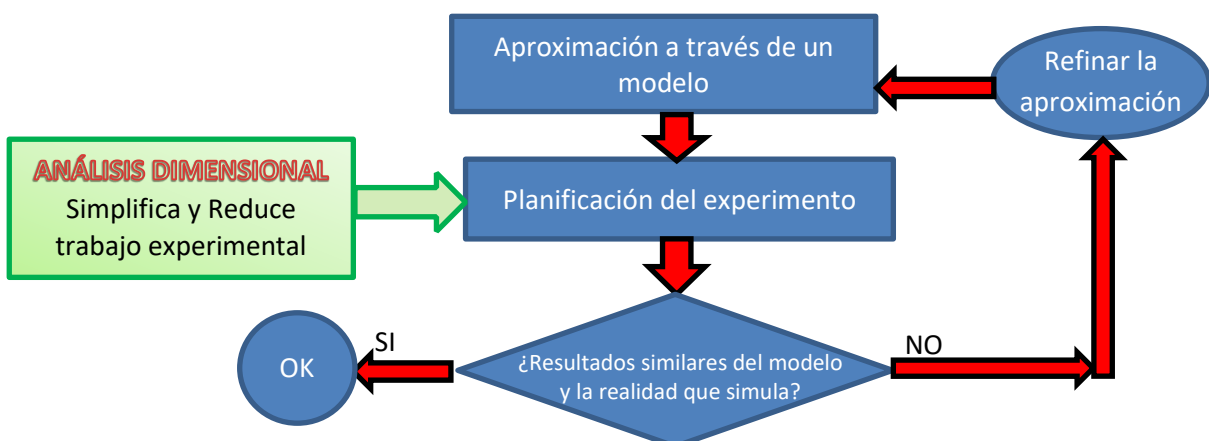 Aproximación a través de un
modelo
Refinar la
aproximación
ANÁLISIS DIMENSIONAL
Simplifica y Reduce
trabajo experimental
Planificación del experimento
SI
NO
OK
¿Resultados similares del modelo
y la realidad que simula?